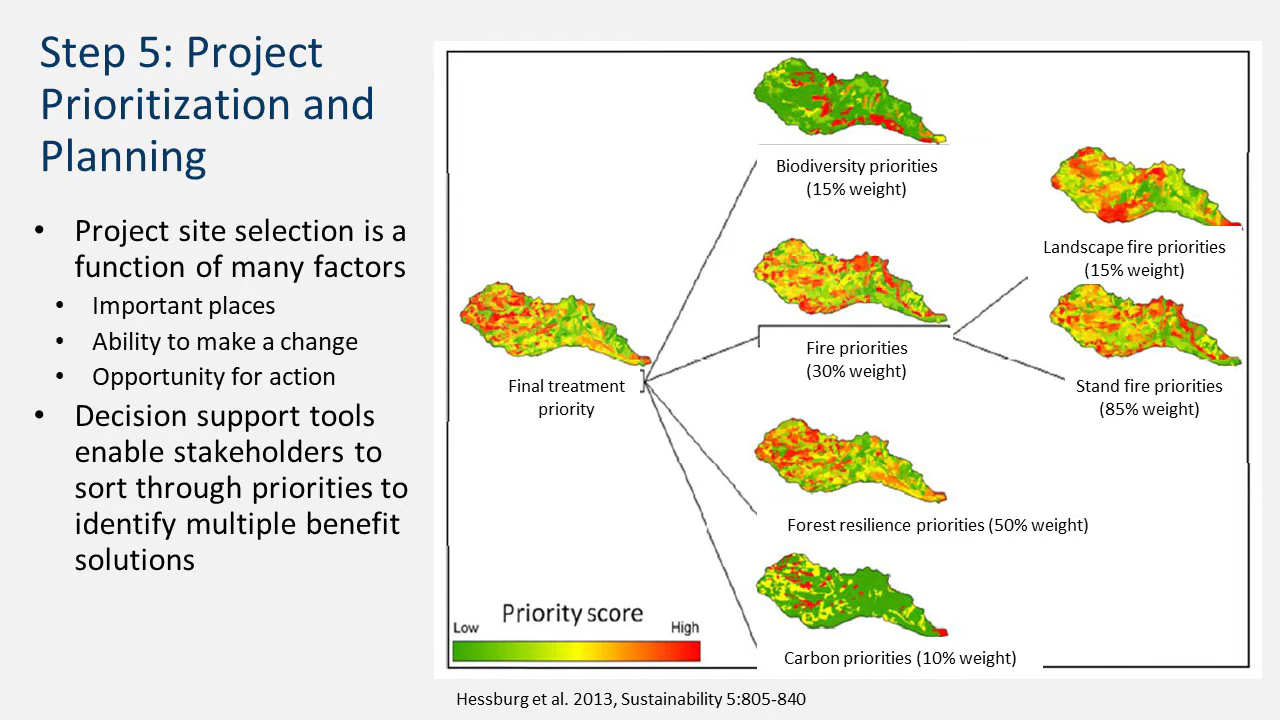 Step 5: Project
Prioritization and
Planning
• Project site selection is a
function of many factors
• Important places
• Ability to make a change
• Opportunity for action
• Decision support tools
enable stakeholders to
sort through priorities to
identify multiple benefit
solutions
Biodiversity priorities
(15% weight)
Landscape fire priorities
(15% weight)
Fire priorities
(30% weight)
Final treatment
priority
Stand fire priorities
(85% weight)
Forest resilience priorities (50% weight)
Priority score
Low
High
Carbon priorities (10% weight)
Hessburg et al. 2013, Sustainability 5:805-840